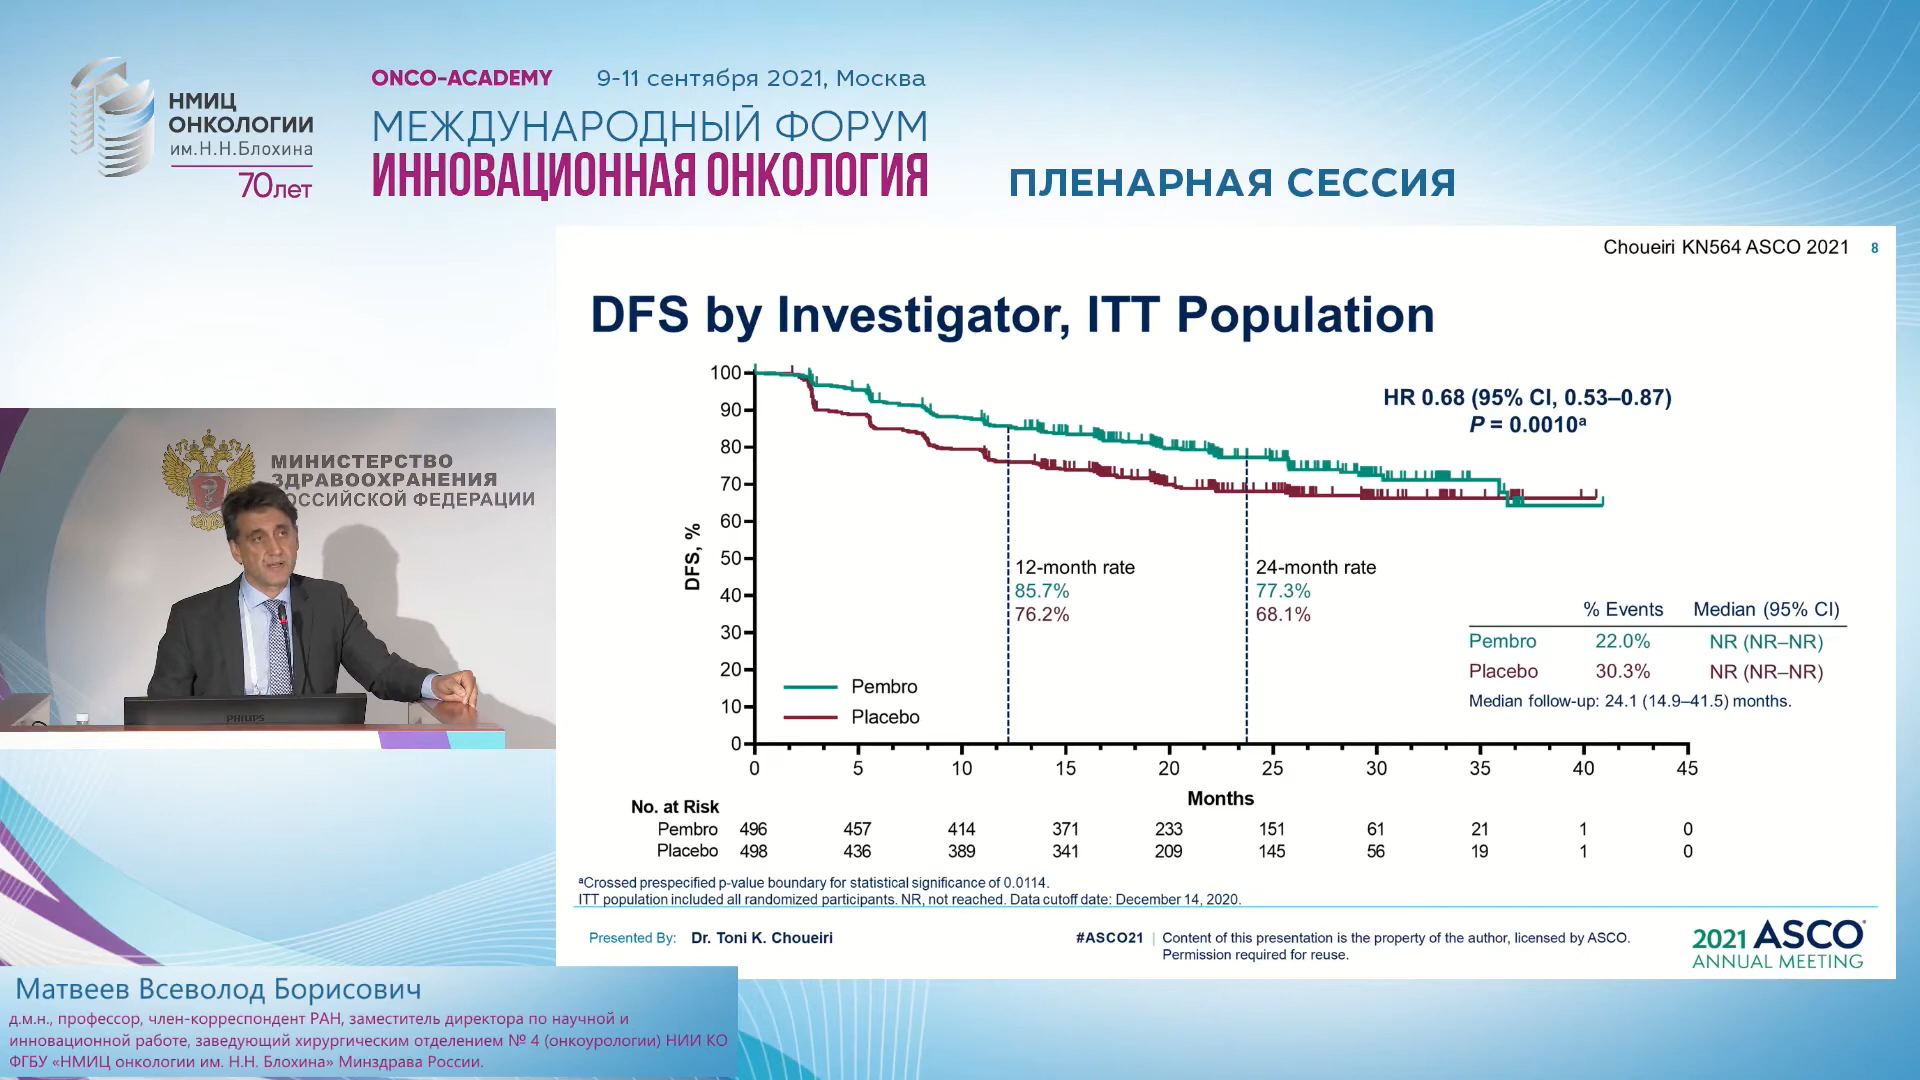 НМИЦ
ОНКОЛОГИИ
им.Н.Н.Блохина
70лет
ONCO-ACADEMY 9-11 сентября 2021, Москва
МЕЖДУНАРОДНЫЙ ФОРУМ
ИННОВАЦИОННАЯ ОНКОЛОГИЯ
ПЛЕНАРНАЯ СЕССИЯ
Choueiri KN564 ASCO 2021 8
DFS by Investigator, ITT Population
HR 0.68 (95% CI, 0.53–0.87)
P = 0.0010ᵃ
DFS, %
100
90
80
70
60
50
40
30
20
10
0
12-month rate
85.7%
76.2%
24-month rate
77.3%
68.1%
% Events Median (95% CI)
Pembro 22.0% NR (NR–NR)
Placebo 30.3% NR (NR–NR)
Median follow-up: 24.1 (14.9–41.5) months.
Pembro
Placebo
0 5 10 15 20 25 30 35 40 45
Months
No. at Risk
Pembro 496 457 414 371 233 151 61 21 1 0
Placebo 498 436 389 341 209 145 56 19 1 0
ᵃCrossed prespecified p-value boundary for statistical significance of 0.0114.
ITT population included all randomized participants. NR, not reached. Data cutoff date: December 14, 2020.
Presented By: Dr. Toni K. Choueiri
#ASCO21 | Content of this presentation is the property of the author, licensed by ASCO.
Permission required for reuse.
2021 ASCO
ANNUAL MEETING
МИНИСТЕРСТВО
ЗДРАВООХРАНЕНИЯ
РОССИЙСКОЙ ФЕДЕРАЦИИ
PHILIPS
Матвеев Всеволод Борисович
д.м.н., профессор, член-корреспондент РАН, заместитель директора по научной и
инновационной работе, заведующий хирургическим отделением № 4 (онкоурологии) НИИ КО
ФГБУ «НМИЦ онкологии им. Н.Н. Блохина» Минздрава России.